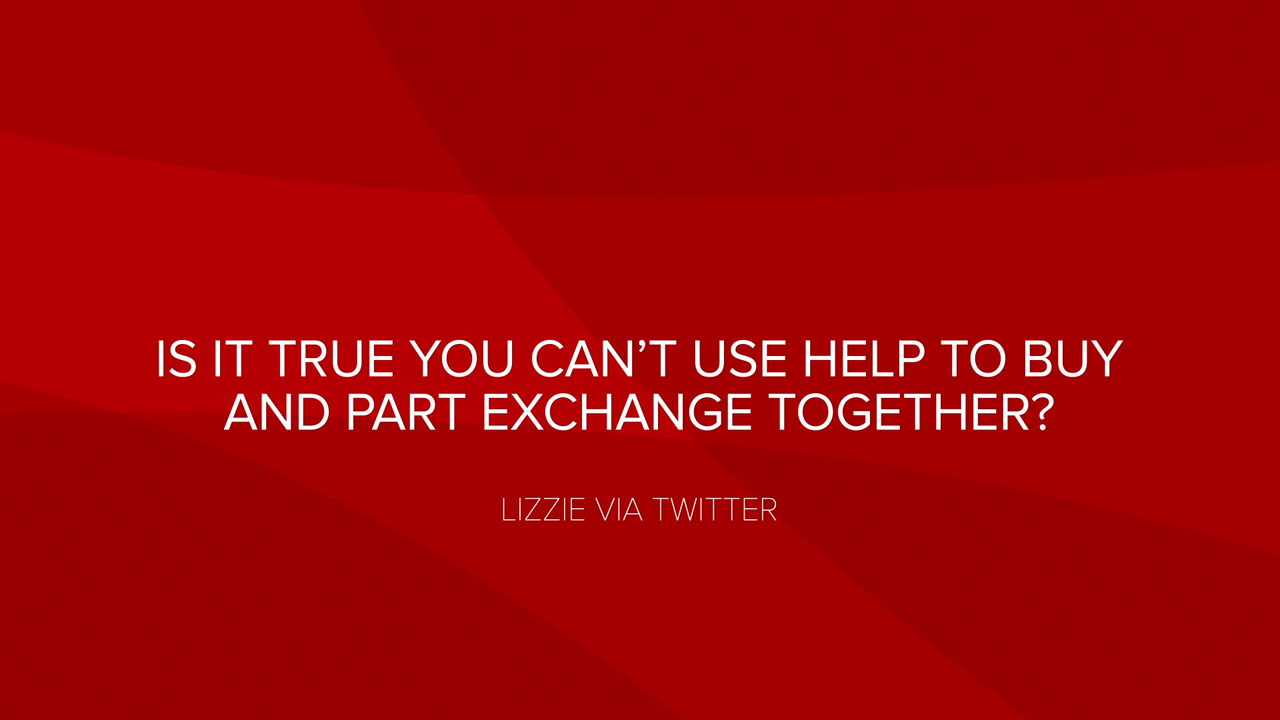 IS IT TRUE YOU CAN’T USE HELP TO BUY
AND PART EXCHANGE TOGETHER?
LIZZIE VIA TWITTER